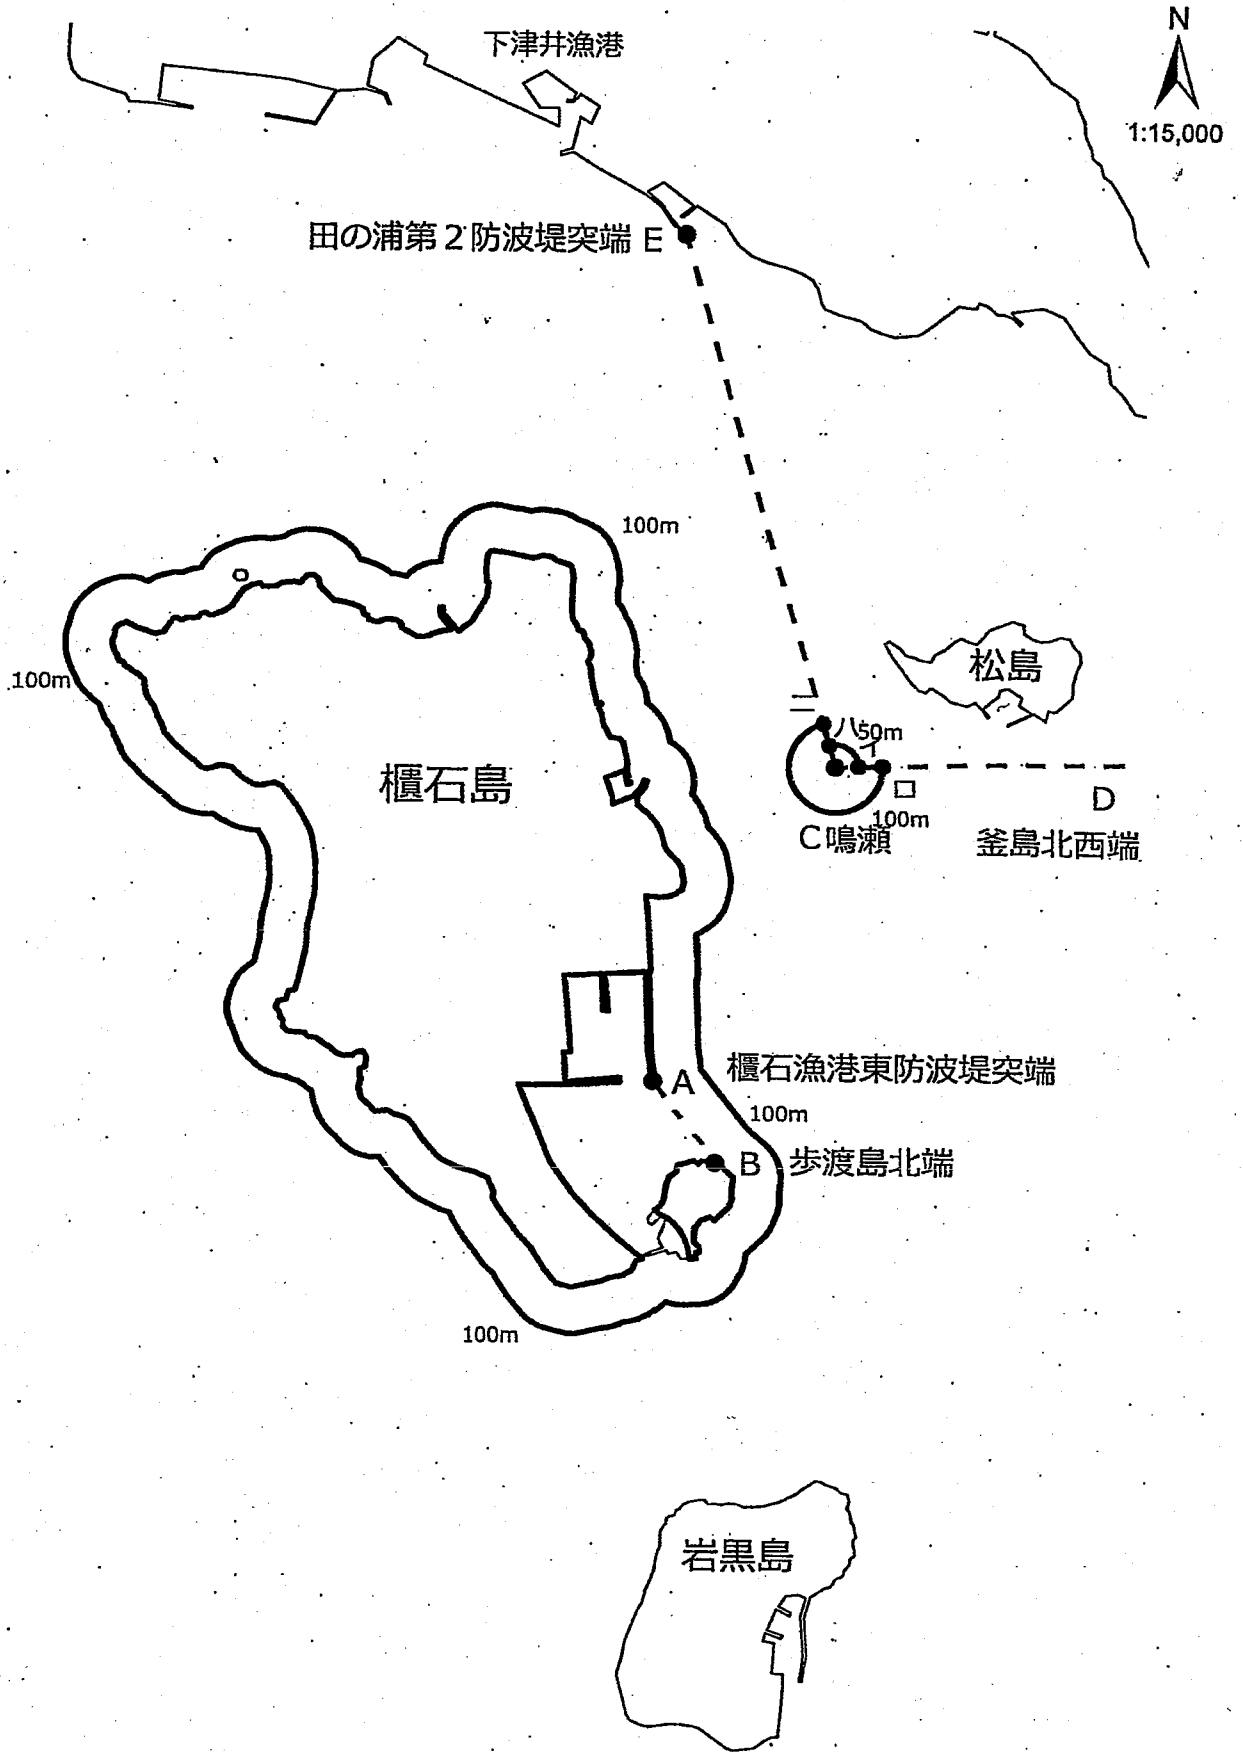 下津井漁港
N
1:15,000
田の浦第2防波堤突端 E
100m
100m
松島
ニ
ハ
50m
イ
櫃石島
ロ
D
100m
C鳴瀬
釜島北西端
櫃石漁港東防波堤突端
A
100m
B 歩渡島北端
100m
岩黒島